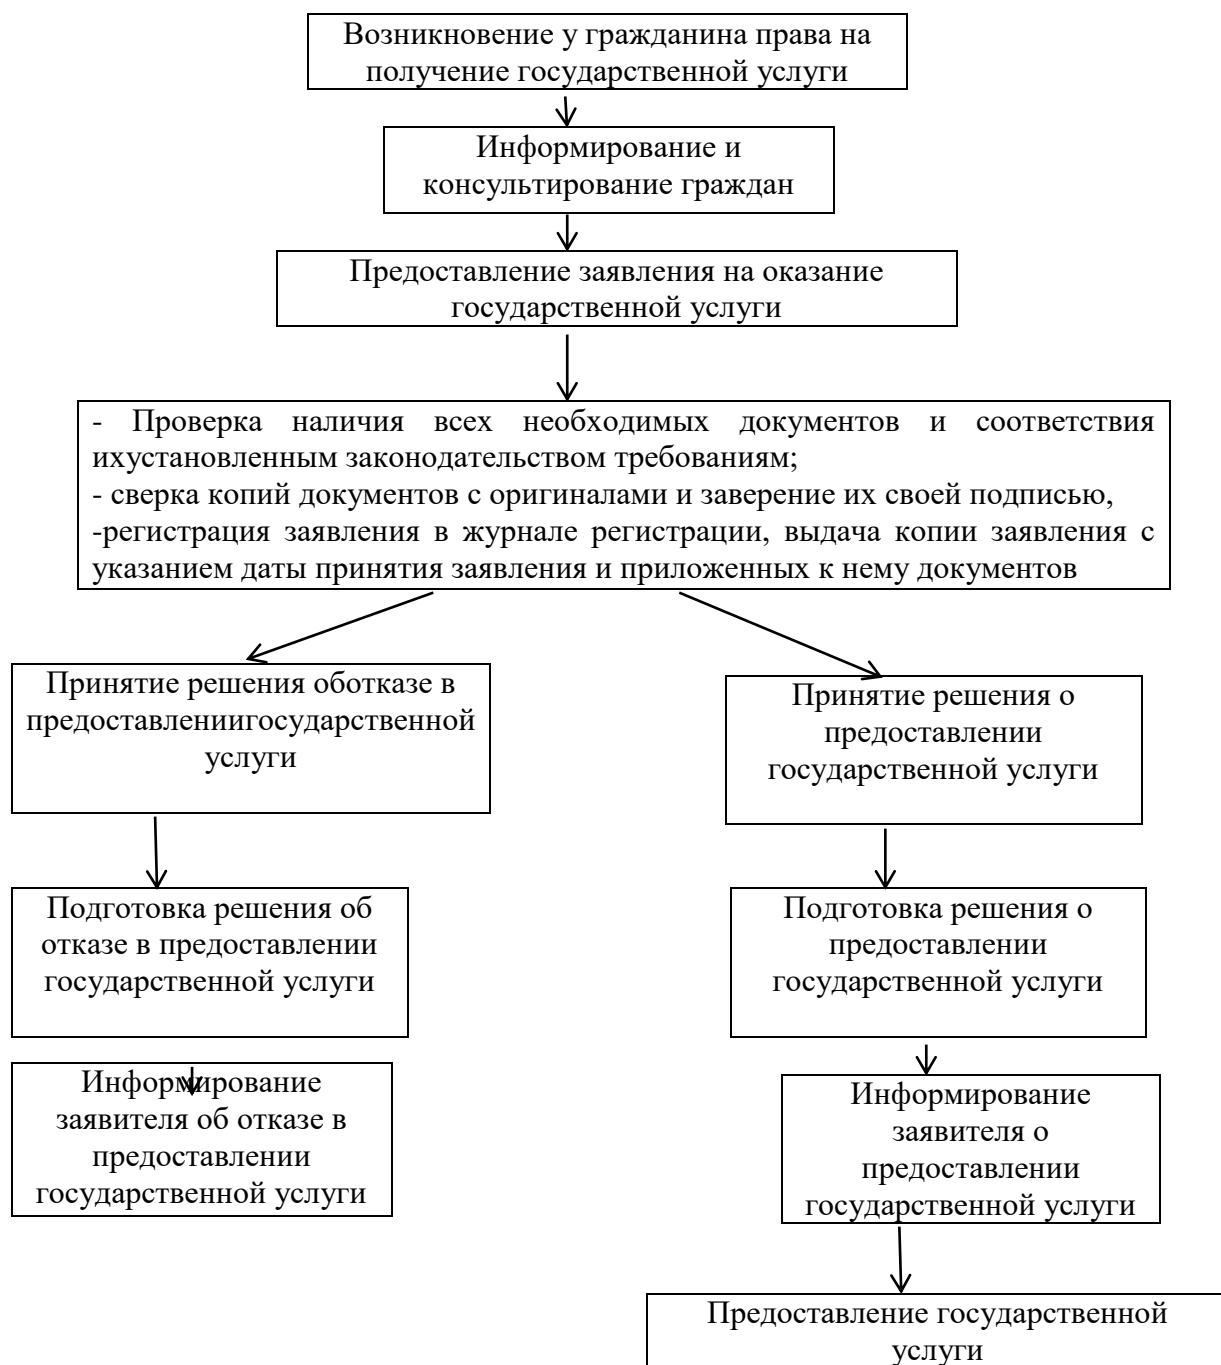 Возникновение у гражданина права на
получение государственной услуги
Информирование и
консультирование граждан
Предоставление заявления на оказание
государственной услуги
- Проверка наличия всех необходимых документов и соответствия
ихустановленным законодательством требованиям;
- сверка копий документов с оригиналами и заверение их своей подписью,
-регистрация заявления в журнале регистрации, выдача копии заявления с
указанием даты принятия заявления и приложенных к нему документов
Принятие решения оботказе в
предоставлениигосударственной
услуги
Принятие решения о
предоставлении
государственной услуги
Подготовка решения об
отказе в предоставлении
государственной услуги
Подготовка решения о
предоставлении
государственной услуги
Информирование
заявителя об отказе в
предоставлении
государственной услуги
Информирование
заявителя о
предоставлении
государственной услуги
Предоставление государственной
услуги